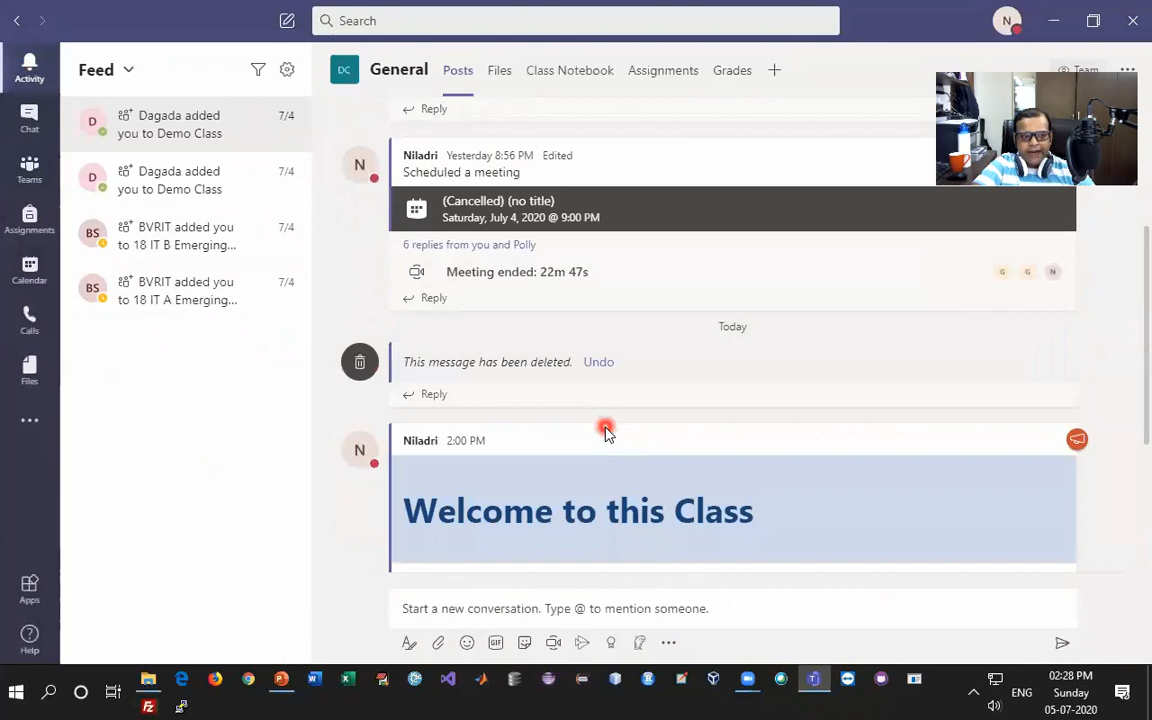 Search
N
Activity
Chat
Teams
Assignments
Calendar
Calls
Files
Apps
Help
Feed
D
Dagada added
you to Demo Class
7/4
D
Dagada added
you to Demo Class
7/4
BS
BVRIT added you
to 18 IT B Emerging...
7/4
BS
BVRIT added you
to 18 IT A Emerging...
7/4
DC
General
Posts
Files
Class Notebook
Assignments
Grades
Team
Reply
N
Niladri Yesterday 8:56 PM Edited
Scheduled a meeting
(Cancelled) (no title)
Saturday, July 4, 2020 @ 9:00 PM
6 replies from you and Polly
Meeting ended: 22m 47s
G G N
Reply
Today
This message has been deleted. Undo
Reply
N
Niladri 2:00 PM
Welcome to this Class
Start a new conversation. Type @ to mention someone.
GIF
ENG
02:28 PM
Sunday
05-07-2020